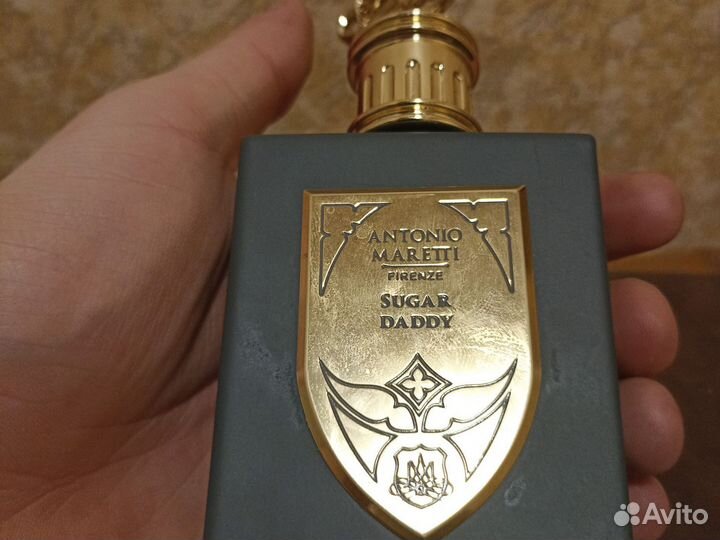 ANTONIO
MARETTI
FIRENZE
SUGAR
DADDY
Avito